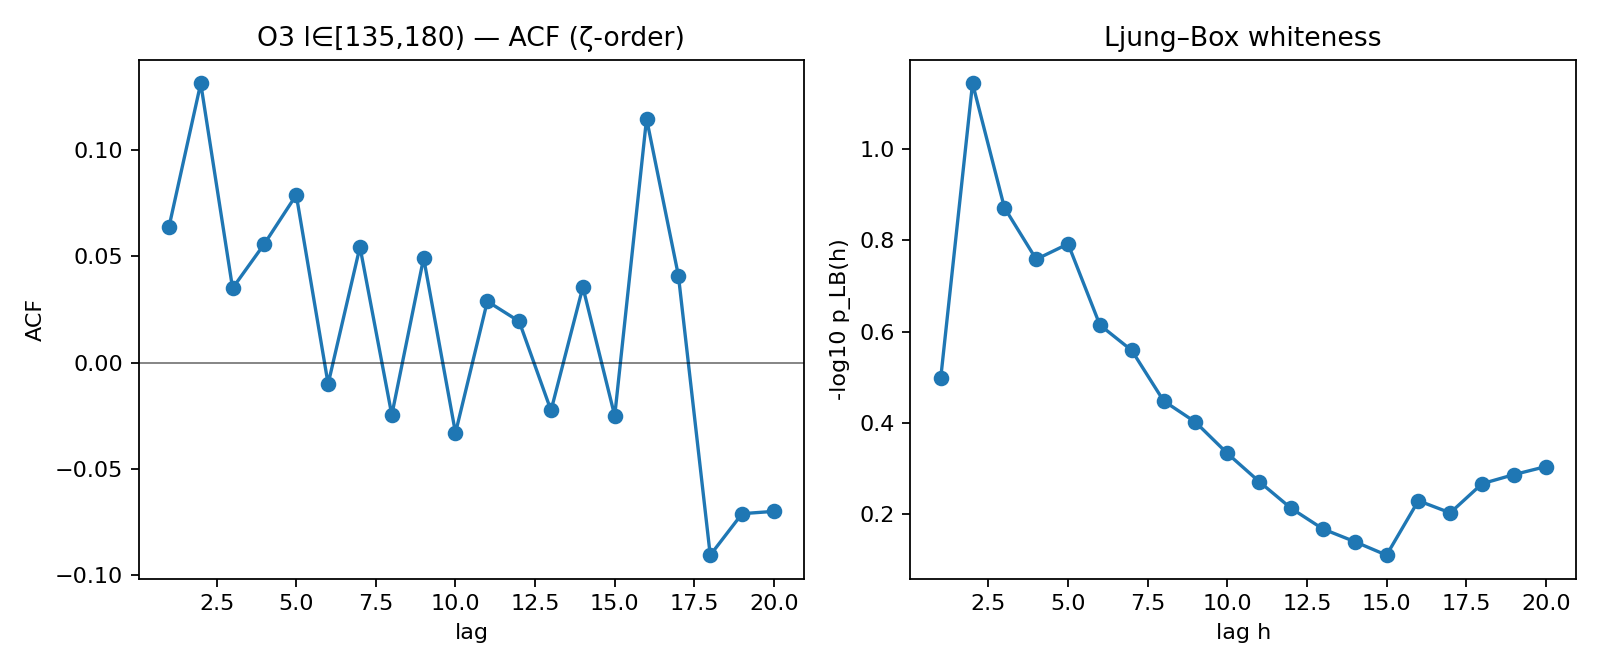 O3 l∈[135,180) — ACF (ζ-order)
ACF
0.10
0.05
0.00
−0.05
−0.10
2.5 5.0 7.5 10.0 12.5 15.0 17.5 20.0
lag
Ljung–Box whiteness
-log10 p_LB(h)
1.0
0.8
0.6
0.4
0.2
2.5 5.0 7.5 10.0 12.5 15.0 17.5 20.0
lag h